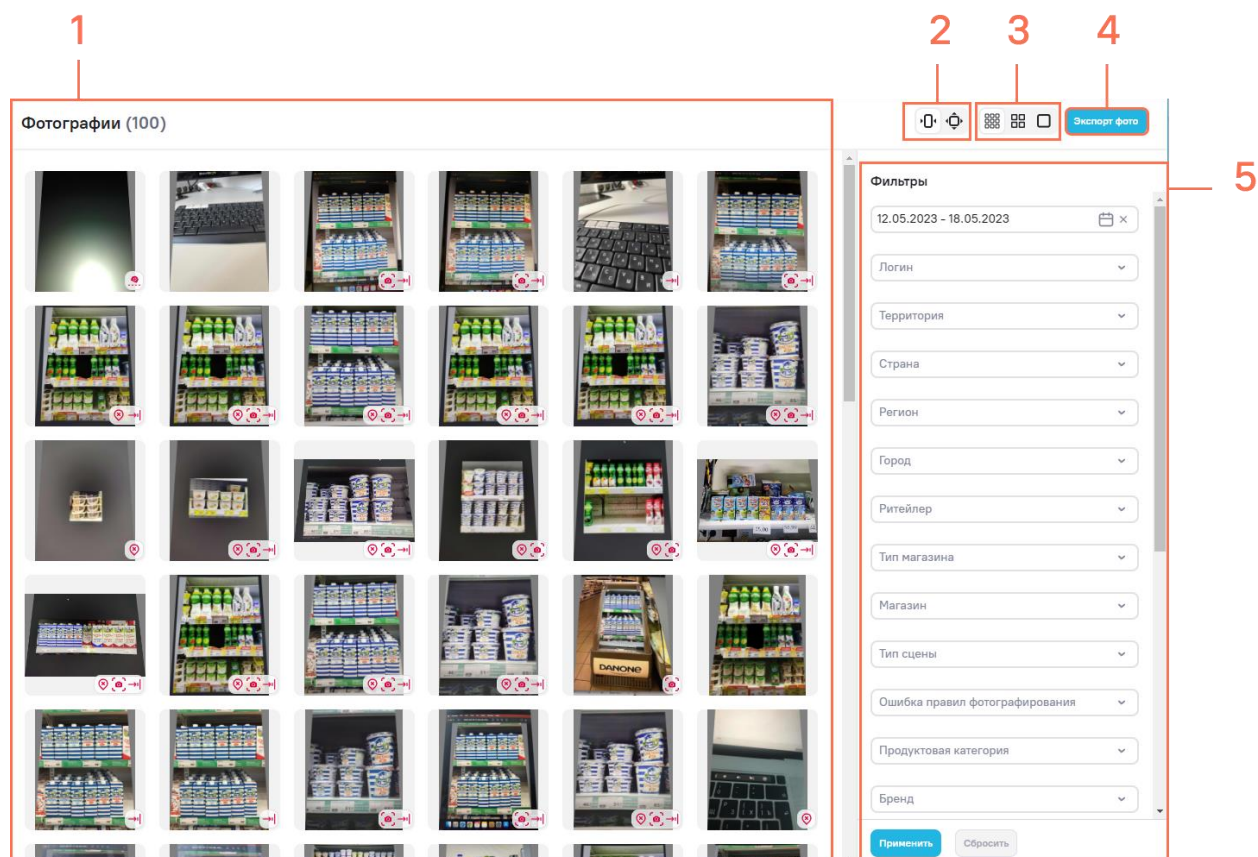 1
2
3
4
Фотографии (100)
Экспорт фото
5
Фильтры
12.05.2023 - 18.05.2023
Логин
Территория
Страна
Регион
Город
Ритейлер
Тип магазина
Магазин
Тип сцены
DANONE
Ошибка правил фотографирования
Продуктовая категория
Бренд
Применить
Сбросить